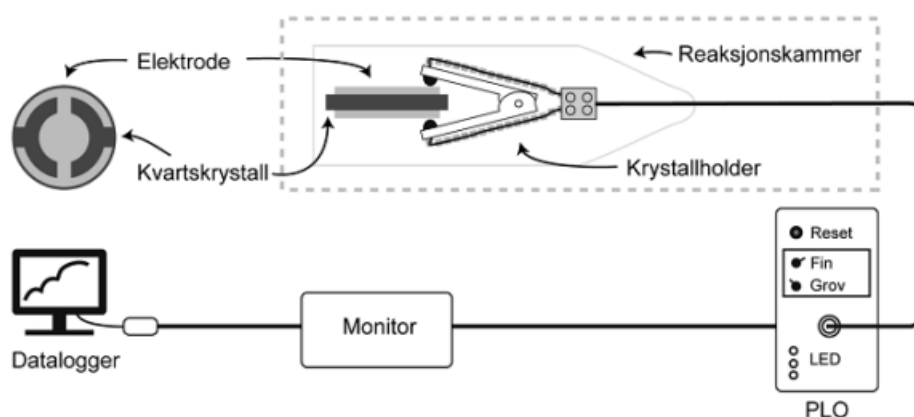 Elektrode
Reaksjonskammer
Kvartskrystall
Krystallholder
Reset
Fin
Grov
Monitor
LED
Datalogger
PLO